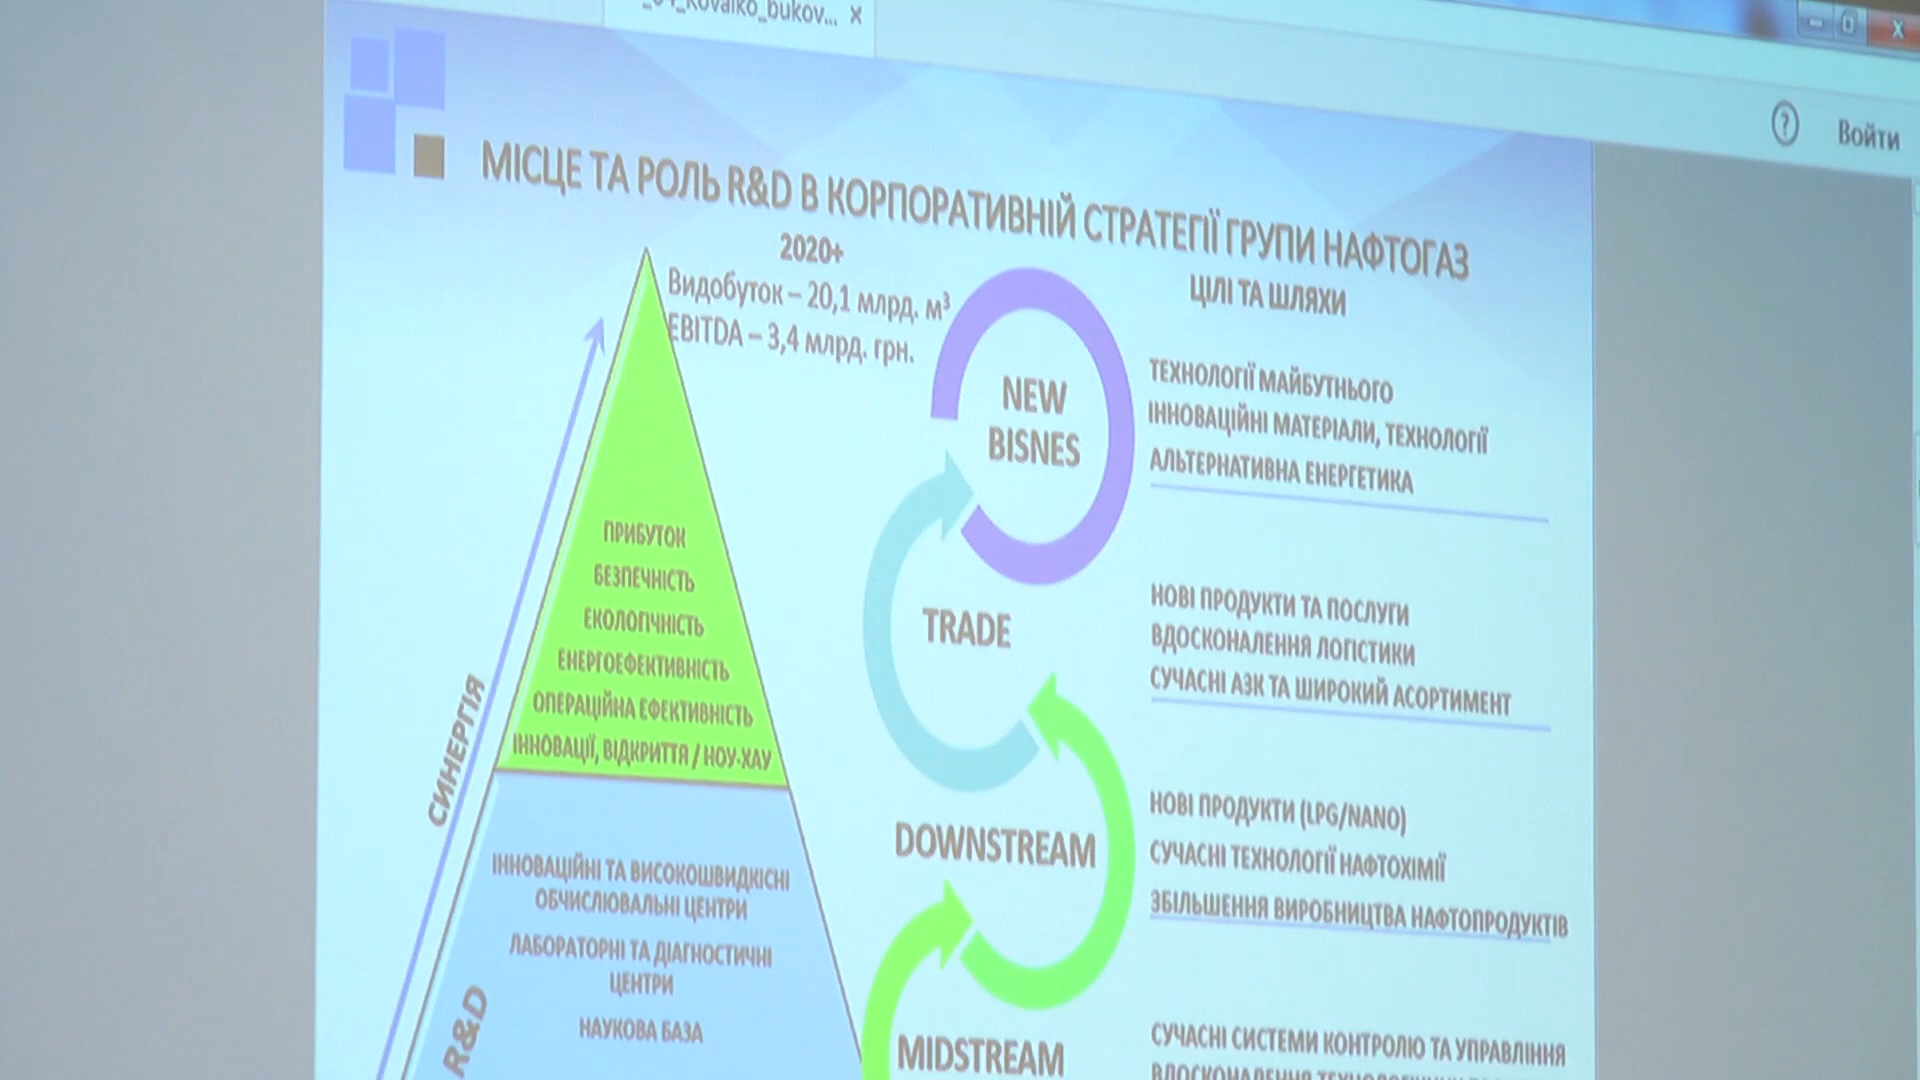 _Kovalko_bukov... x
Войти
МІСЦЕ ТА РОЛЬ R&D В КОРПОРАТИВНІЙ СТРАТЕГІЇ ГРУПИ НАФТОГАЗ
2020+
Видобуток – 20,1 млрд. м³
EBITDA – 3,4 млрд. грн.
ЦІЛІ ТА ШЛЯХИ
СИНЕРГІЯ
ПРИБУТОК
БЕЗПЕЧНІСТЬ
ЕКОЛОГІЧНІСТЬ
ЕНЕРГОЕФЕКТИВНІСТЬ
ОПЕРАЦІЙНА ЕФЕКТИВНІСТЬ
ІННОВАЦІЇ, ВІДКРИТТЯ / НОУ-ХАУ
R&D
ІННОВАЦІЙНІ ТА ВИСОКОШВИДКІСНІ
ОБЧИСЛЮВАЛЬНІ ЦЕНТРИ
ЛАБОРАТОРНІ ТА ДІАГНОСТИЧНІ
ЦЕНТРИ
НАУКОВА БАЗА
NEW
BISNES
ТЕХНОЛОГІЇ МАЙБУТНЬОГО
ІННОВАЦІЙНІ МАТЕРІАЛИ, ТЕХНОЛОГІЇ
АЛЬТЕРНАТИВНА ЕНЕРГЕТИКА
TRADE
НОВІ ПРОДУКТИ ТА ПОСЛУГИ
ВДОСКОНАЛЕННЯ ЛОГІСТИКИ
СУЧАСНІ АЗК ТА ШИРОКИЙ АСОРТИМЕНТ
DOWNSTREAM
НОВІ ПРОДУКТИ (LPG/NANO)
СУЧАСНІ ТЕХНОЛОГІЇ НАФТОХІМІЇ
ЗБІЛЬШЕННЯ ВИРОБНИЦТВА НАФТОПРОДУКТІВ
MIDSTREAM
СУЧАСНІ СИСТЕМИ КОНТРОЛЮ ТА УПРАВЛІННЯ
ВДОСКОНАЛЕННЯ